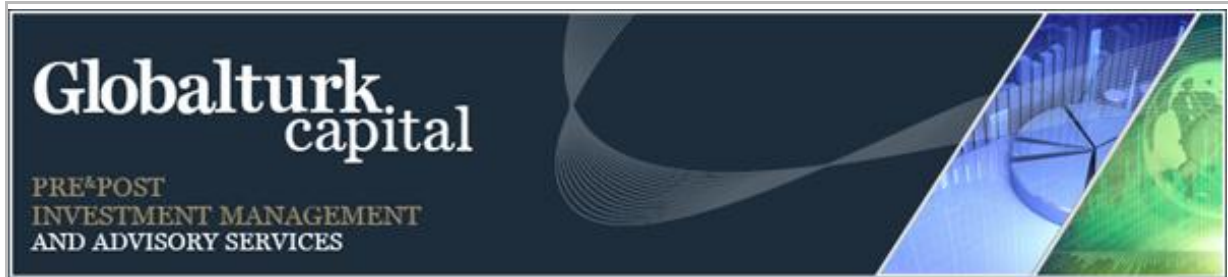 Globalturk
capital
PRE&POST
INVESTMENT MANAGEMENT
AND ADVISORY SERVICES